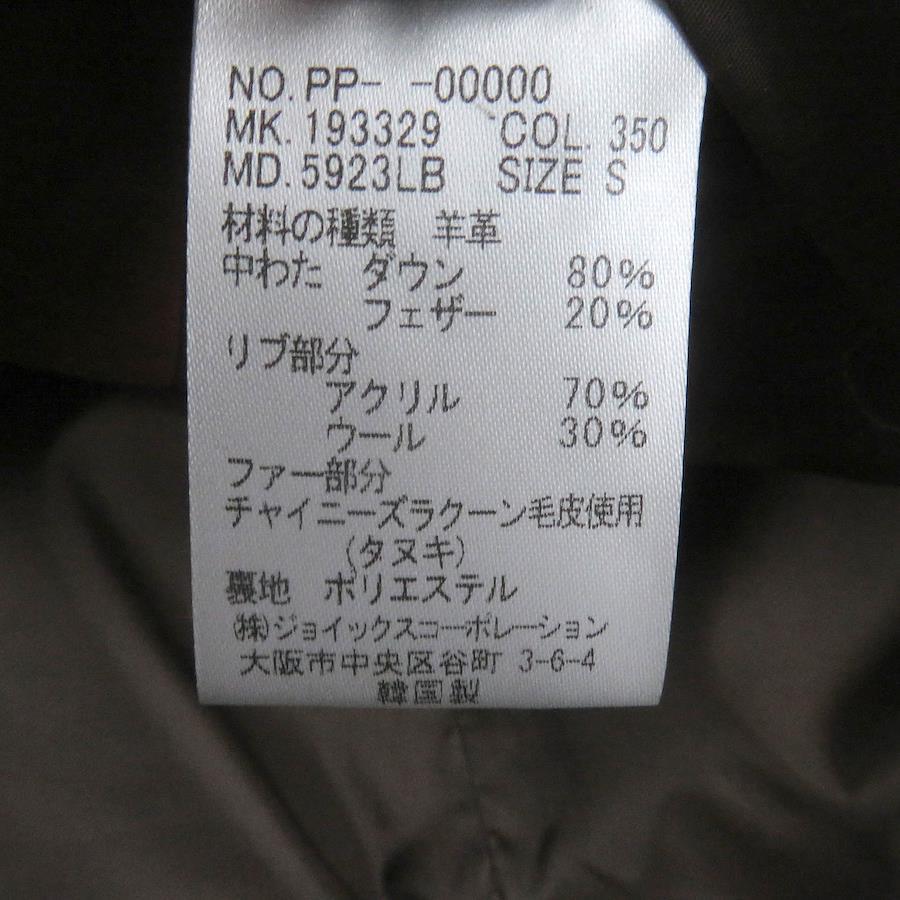 NO.PP-  -00000
MK.193329 COL.350
MD.5923LB SIZE S
材料の種類 羊革
中わた ダウン 80%
フェザー 20%
リブ部分
アクリル 70%
ウール 30%
ファー部分
チャイニーズラクーン毛皮使用
(タヌキ)
裏地 ポリエステル
(株)ジョイックスコーポレーション
大阪市中央区谷町 3-6-4
韓国製